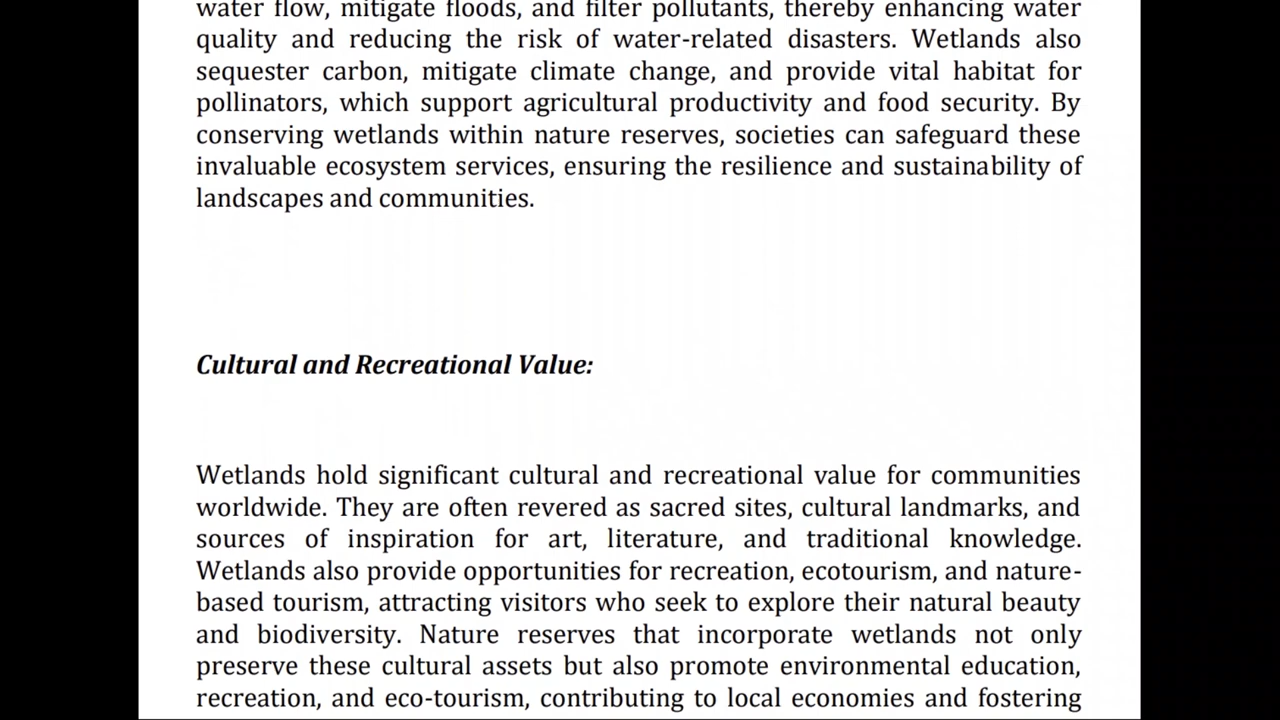 water flow, mitigate floods, and filter pollutants, thereby enhancing water
quality and reducing the risk of water-related disasters. Wetlands also
sequester carbon, mitigate climate change, and provide vital habitat for
pollinators, which support agricultural productivity and food security. By
conserving wetlands within nature reserves, societies can safeguard these
invaluable ecosystem services, ensuring the resilience and sustainability of
landscapes and communities.
Cultural and Recreational Value:
Wetlands hold significant cultural and recreational value for communities
worldwide. They are often revered as sacred sites, cultural landmarks, and
sources of inspiration for art, literature, and traditional knowledge.
Wetlands also provide opportunities for recreation, ecotourism, and nature-
based tourism, attracting visitors who seek to explore their natural beauty
and biodiversity. Nature reserves that incorporate wetlands not only
preserve these cultural assets but also promote environmental education,
recreation, and eco-tourism, contributing to local economies and fostering